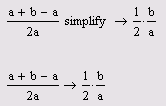 (a + b − a)/(2a) simplify → 1/2 · b/a
(a + b − a)/(2a) → 1/2 · b/a